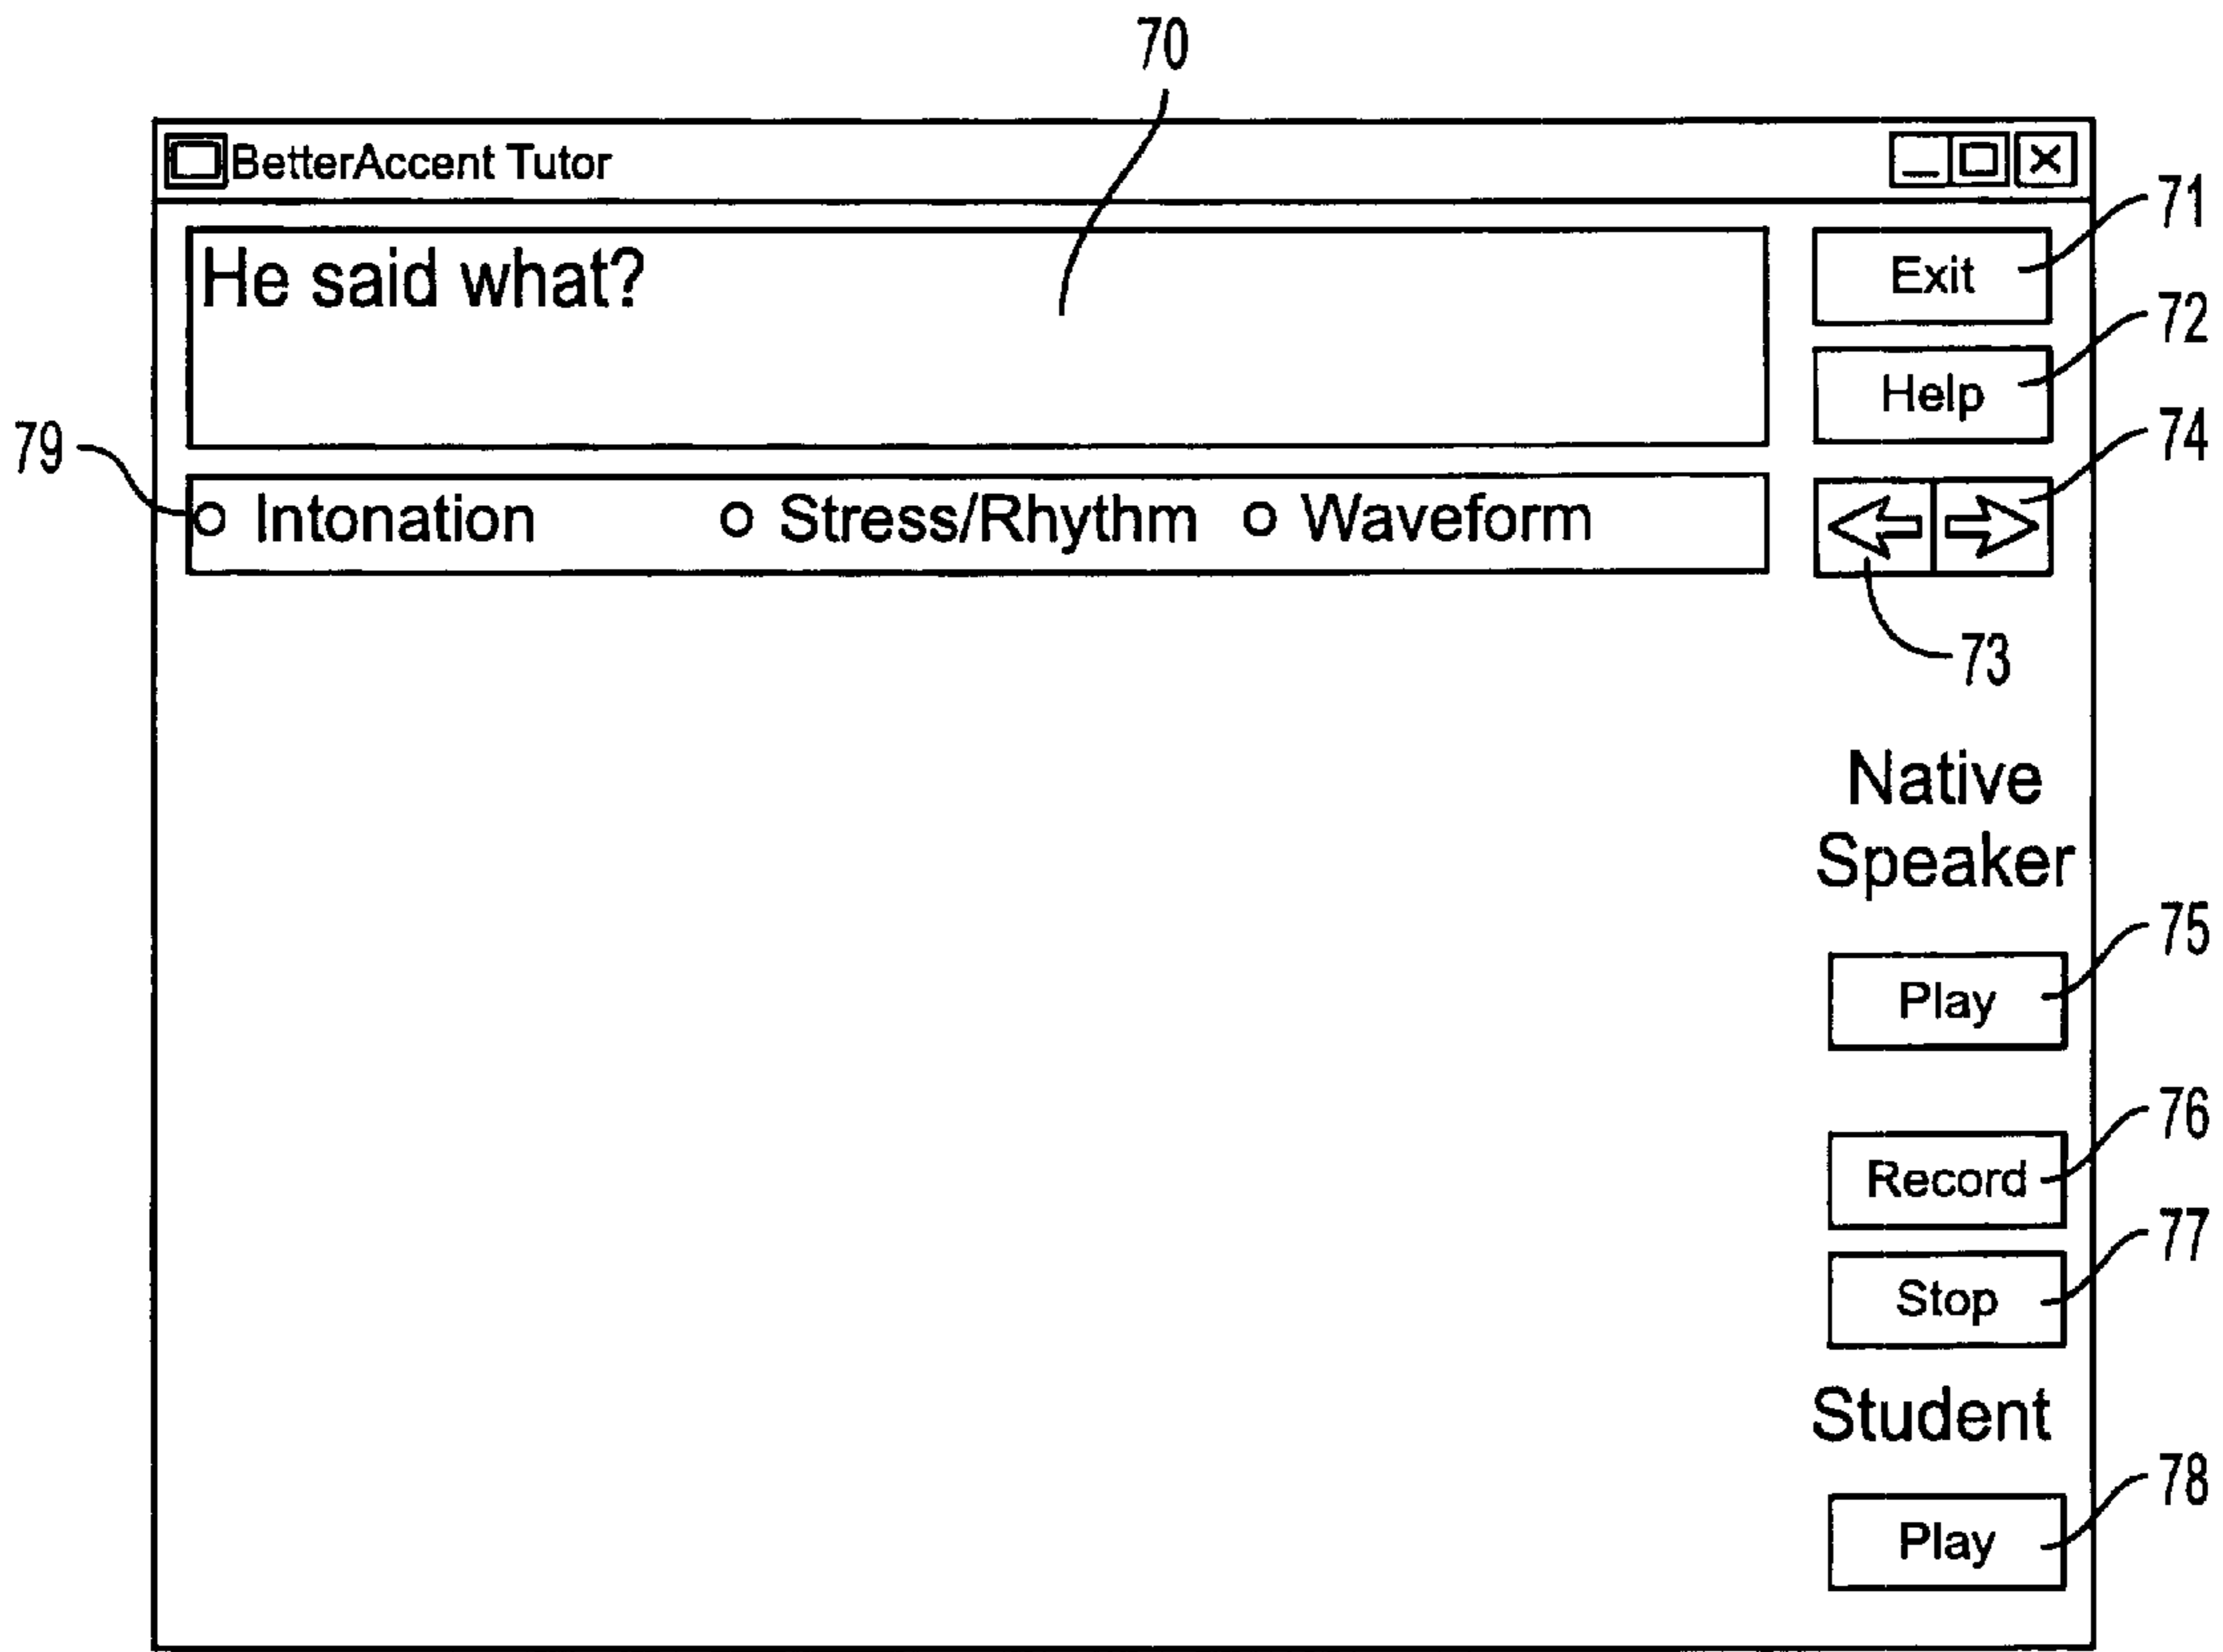 70
BetterAccent Tutor
71
He said what?
Exit
72
Help
74
79
Intonation Stress/Rhythm Waveform
73
Native
Speaker
75
Play
76
Record
77
Stop
Student
78
Play